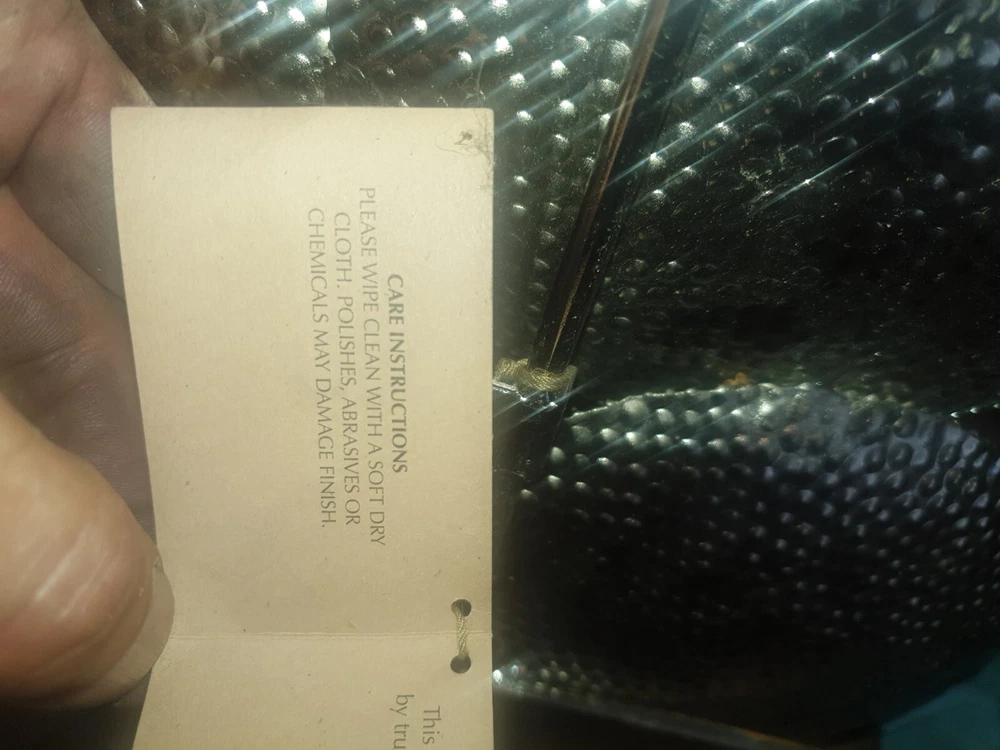 CARE INSTRUCTIONS
PLEASE WIPE CLEAN WITH A SOFT DRY
CLOTH. POLISHES, ABRASIVES OR
CHEMICALS MAY DAMAGE FINISH.
This
by tru